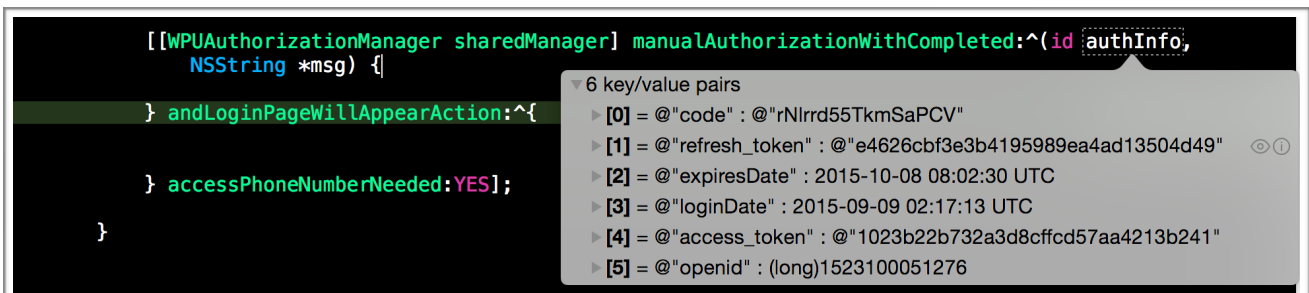 [[WPUAuthorizationManager sharedManager] manualAuthorizationWithCompleted:^(id authInfo,
NSString *msg) {
6 key/value pairs
[0] = @"code" : @"rNlrrd55TkmSaPCV"
} andLoginPageWillAppearAction:^{
[1] = @"refresh_token" : @"e4626cbf3e3b4195989ea4ad13504d49"
[2] = @"expiresDate" : 2015-10-08 08:02:30 UTC
} accessPhoneNumberNeeded:YES];
[3] = @"loginDate" : 2015-09-09 02:17:13 UTC
}
[4] = @"access_token" : @"1023b22b732a3d8cffcd57aa4213b241"
[5] = @"openid" : (long)1523100051276